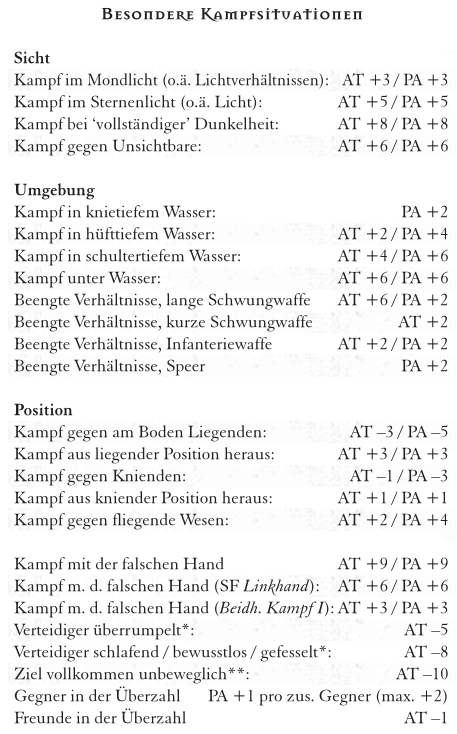 Besondere Kampfsituationen
Sicht
Kampf im Mondlicht (o.ä. Lichtverhältnissen): AT +3 / PA +3
Kampf im Sternenlicht (o.ä. Licht): AT +5 / PA +5
Kampf bei ‘vollständiger’ Dunkelheit: AT +8 / PA +8
Kampf gegen Unsichtbare: AT +6 / PA +6
Umgebung
Kampf in knietiefem Wasser: PA +2
Kampf in hüfttiefem Wasser: AT +2 / PA +4
Kampf in schultertiefem Wasser: AT +4 / PA +6
Kampf unter Wasser: AT +6 / PA +6
Beengte Verhältnisse, lange Schwungwaffe AT +6 / PA +2
Beengte Verhältnisse, kurze Schwungwaffe AT +2
Beengte Verhältnisse, Infanteriewaffe AT +2 / PA +2
Beengte Verhältnisse, Speer PA +2
Position
Kampf gegen am Boden Liegenden: AT –3 / PA –5
Kampf aus liegender Position heraus: AT +3 / PA +3
Kampf gegen Knienden: AT –1 / PA –3
Kampf aus kniender Position heraus: AT +1 / PA +1
Kampf gegen fliegende Wesen: AT +2 / PA +4
Kampf mit der falschen Hand AT +9 / PA +9
Kampf m. d. falschen Hand (SF Linkhand): AT +6 / PA +6
Kampf m. d. falschen Hand (Beidh. Kampf I): AT +3 / PA +3
Verteidiger überrumpelt*: AT –5
Verteidiger schlafend / bewusstlos / gefesselt*: AT –8
Ziel vollkommen unbeweglich**: AT –10
Gegner in der Überzahl PA +1 pro zus. Gegner (max. +2)
Freunde in der Überzahl AT –1